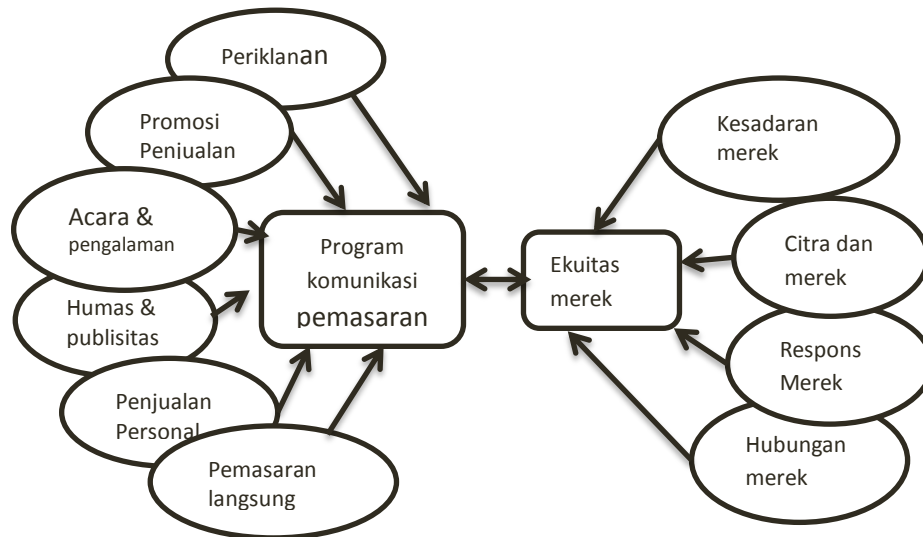 Periklanan
Promosi
Penjualan
Acara &
pengalaman
Humas &
publisitas
Penjualan
Personal
Pemasaran
langsung
Program
komunikasi
pemasaran
Ekuitas
merek
Kesadaran
merek
Citra dan
merek
Respons
Merek
Hubungan
merek